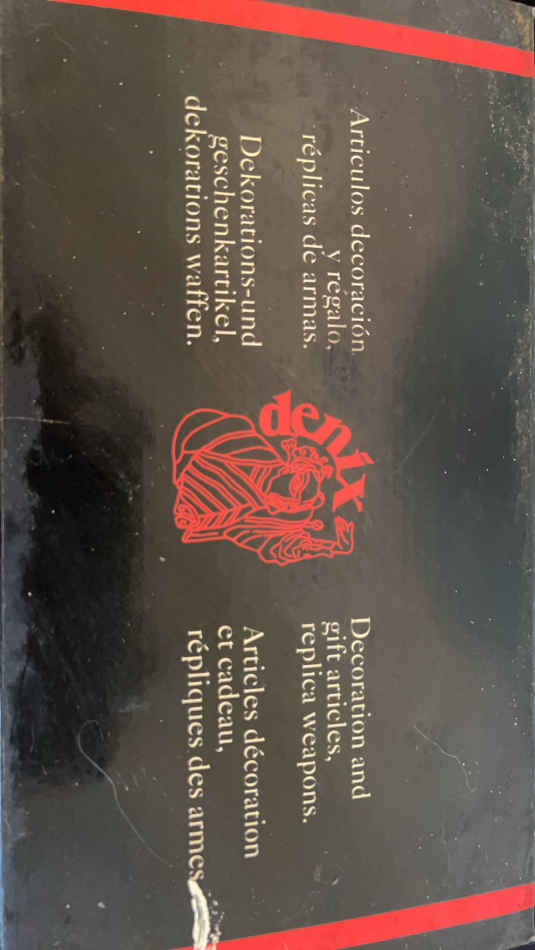 Articulos decoración
y régalo,
réplicas de armas.
Dekorations-und
geschenkartikel,
dekorations waffen.
denix
Decoration and
gift articles,
replica weapons.
Articles décoration
et cadeau,
répliques des armes